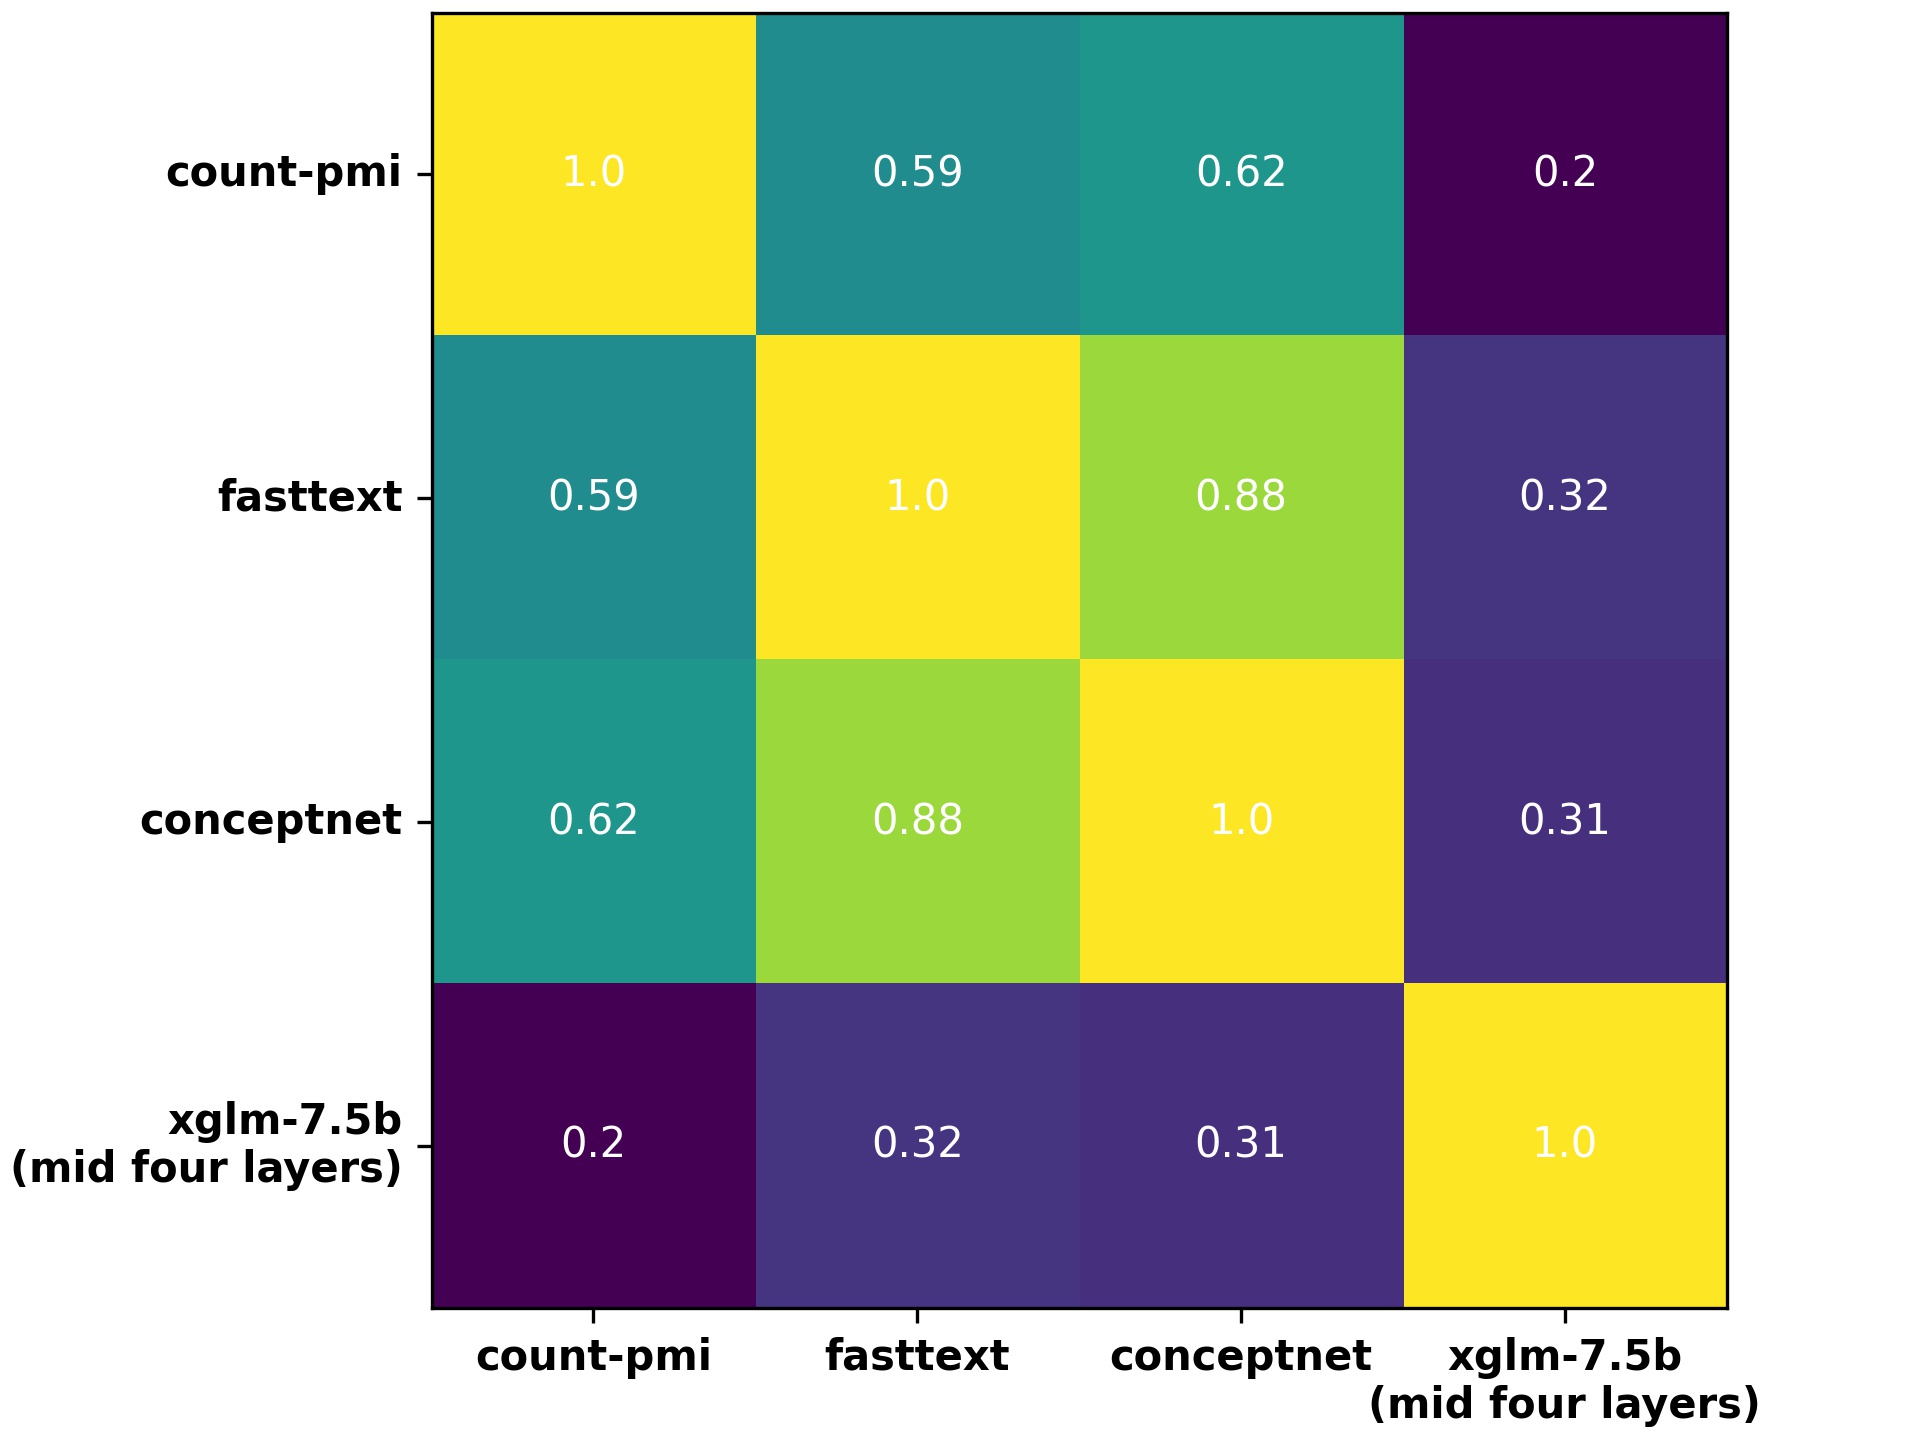 count-pmi 1.0 0.59 0.62 0.2
fasttext 0.59 1.0 0.88 0.32
conceptnet 0.62 0.88 1.0 0.31
xglm-7.5b
(mid four layers) 0.2 0.32 0.31 1.0
count-pmi fasttext conceptnet xglm-7.5b
(mid four layers)